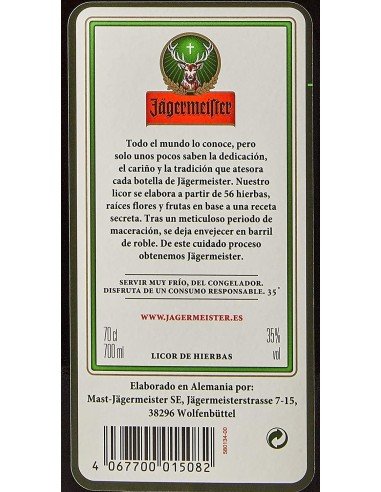 Jägermeister
Todo el mundo lo conoce, pero
solo unos pocos saben la dedicación,
el cariño y la tradición que atesora
cada botella de Jägermeister. Nuestro
licor se elabora a partir de 56 hierbas,
raíces flores y frutas en base a una receta
secreta. Tras un meticuloso periodo de
maceración, se deja envejecer en barril
de roble. De este cuidado proceso
obtenemos Jägermeister.
SERVIR MUY FRÍO, DEL CONGELADOR.
DISFRUTA DE UN CONSUMO RESPONSABLE. 35°
WWW.JAGERMEISTER.ES
70 cl
700 ml
35%
vol
LICOR DE HIERBAS
Elaborado en Alemania por:
Mast-Jägermeister SE, Jägermeisterstrasse 7-15,
38296 Wolfenbüttel
4 067700 015082
580134-00